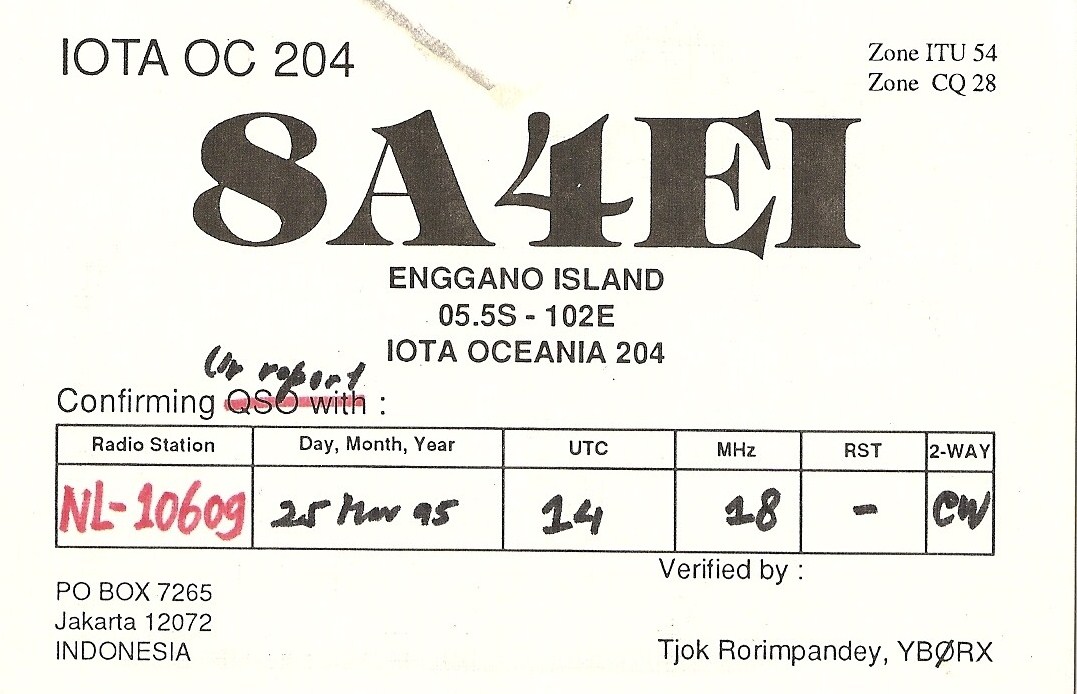 IOTA OC 204
Zone ITU 54
Zone CQ 28
8A4EI
ENGGANO ISLAND
05.5S - 102E
IOTA OCEANIA 204
Ur report
Confirming QSO with :
Radio Station Day, Month, Year UTC MHz RST 2-WAY
NL-10609 25 Mar 95 14 18 - CW
Verified by :
PO BOX 7265
Jakarta 12072
INDONESIA
Tjok Rorimpandey, YBØRX